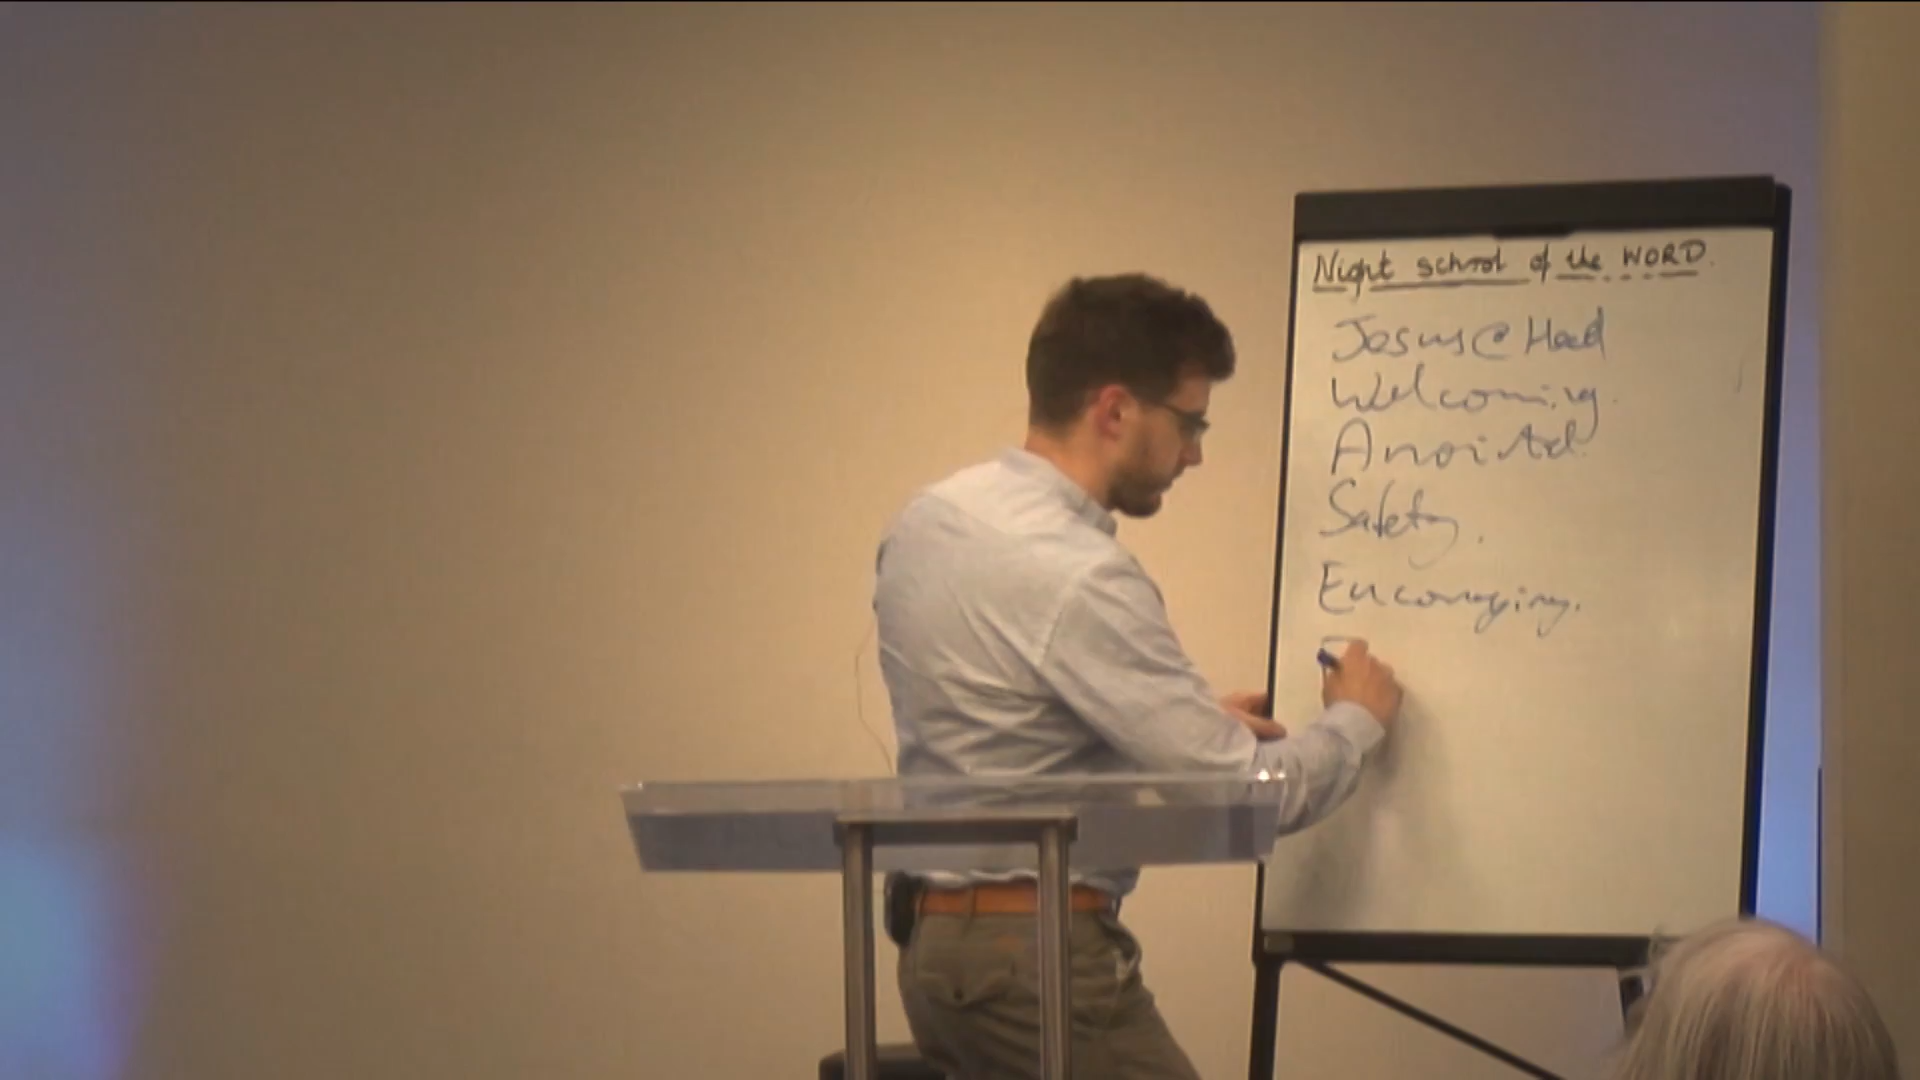 Night school of the WORD.
Jesus @ Head
Welcoming.
Anointed.
Safety.
Encouraging.